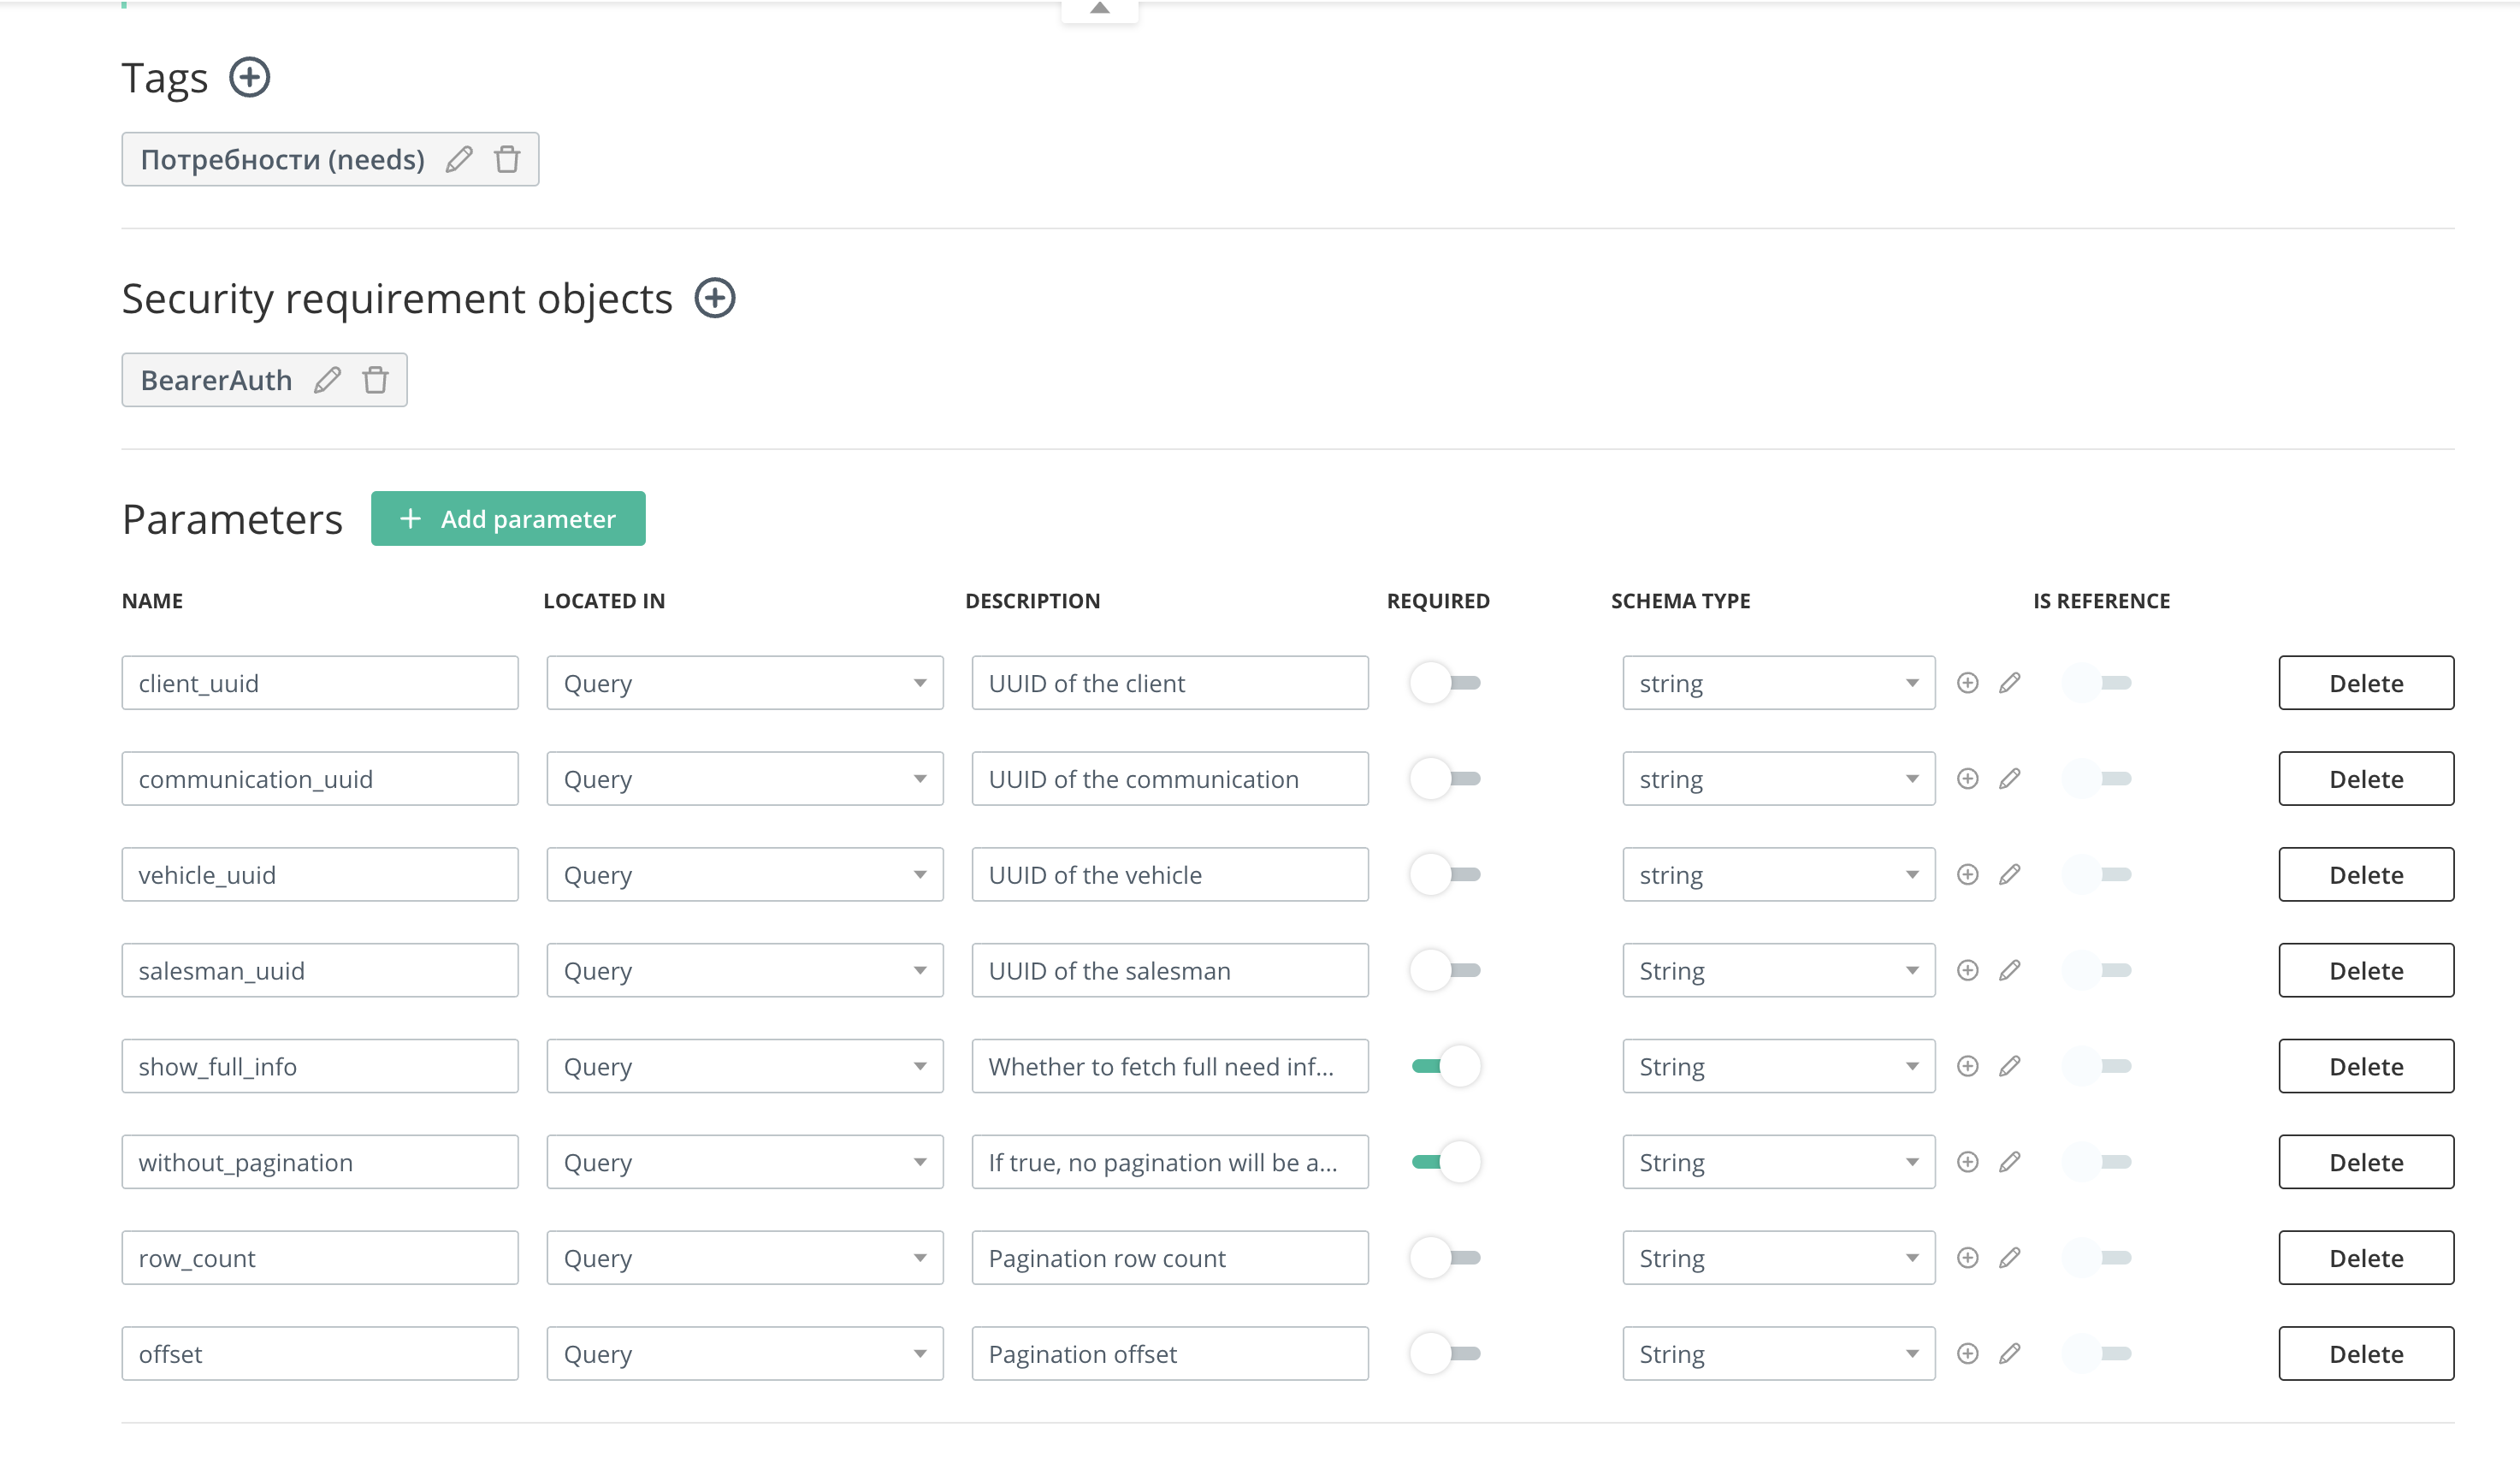 Tags
Потребности (needs)
Security requirement objects
BearerAuth
Parameters + Add parameter
NAME LOCATED IN DESCRIPTION REQUIRED SCHEMA TYPE IS REFERENCE
client_uuid Query UUID of the client string Delete
communication_uuid Query UUID of the communication string Delete
vehicle_uuid Query UUID of the vehicle string Delete
salesman_uuid Query UUID of the salesman String Delete
show_full_info Query Whether to fetch full need inf... String Delete
without_pagination Query If true, no pagination will be a... String Delete
row_count Query Pagination row count String Delete
offset Query Pagination offset String Delete